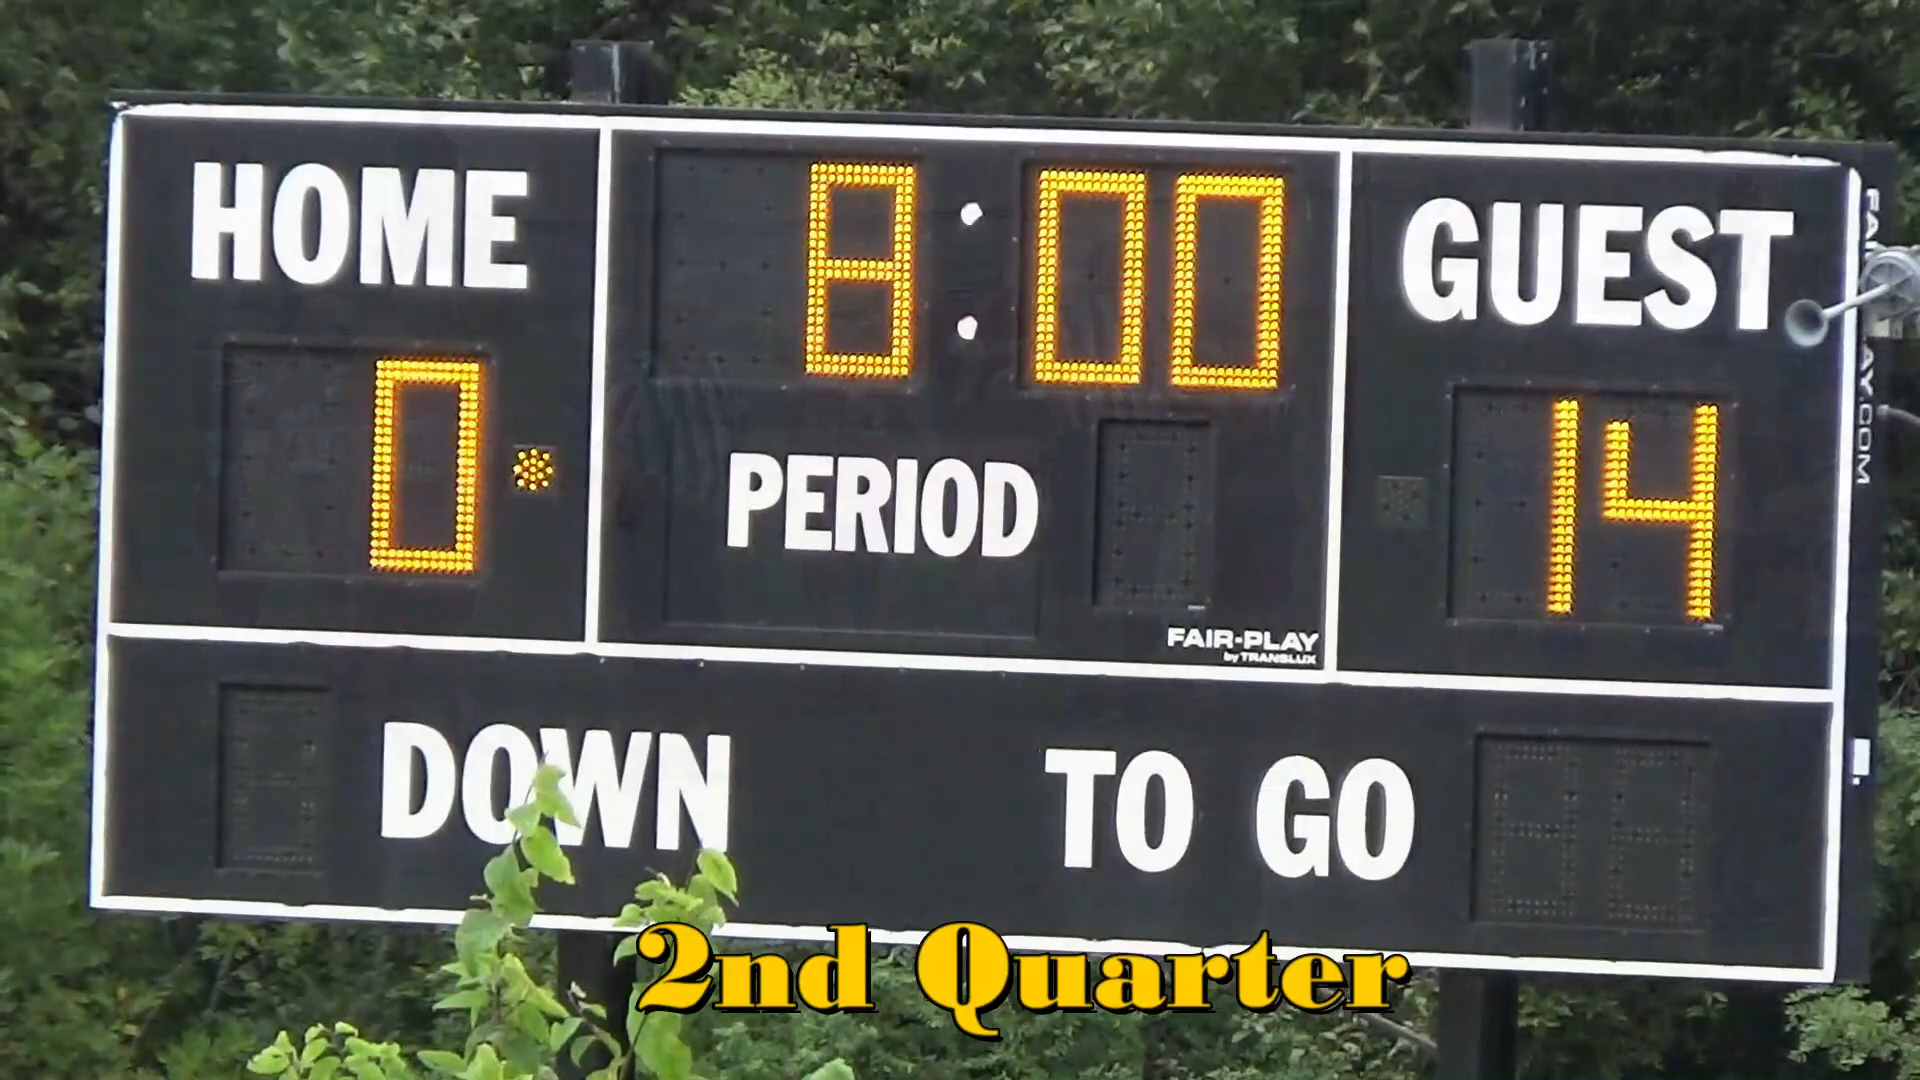 HOME
8:00
GUEST
0
PERIOD
14
FAIR-PLAY
by TRANSLUX
DOWN
TO GO
2nd Quarter